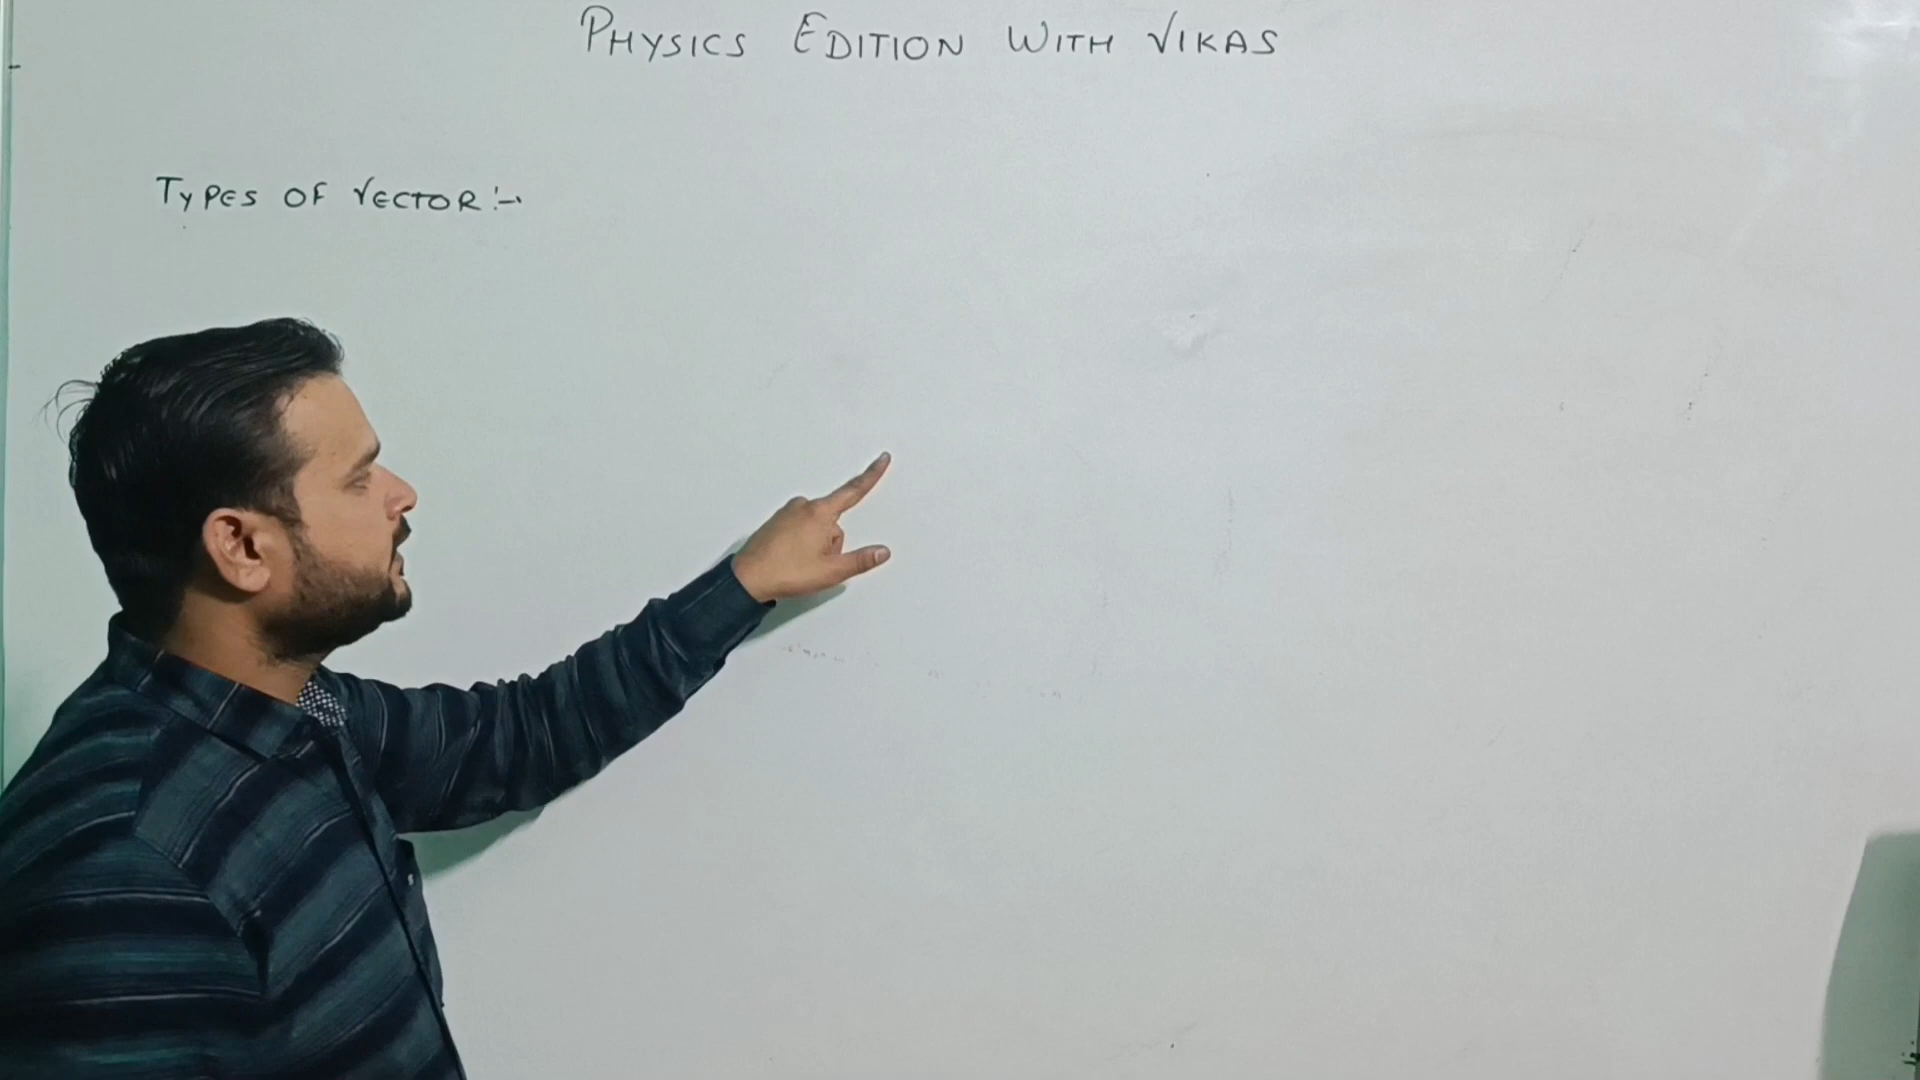 PHYSICS EDITION WITH VIKAS
TYPES OF VECTOR :-